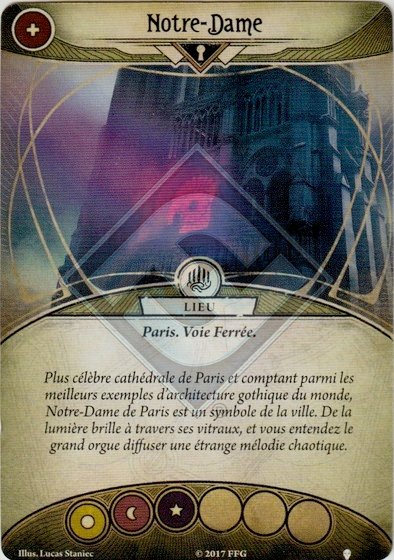 Notre-Dame
LIEU
Paris. Voie Ferrée.
Plus célèbre cathédrale de Paris et comptant parmi les
meilleurs exemples d'architecture gothique du monde,
Notre-Dame de Paris est un symbole de la ville. De la
lumière brille à travers ses vitraux, et vous entendez le
grand orgue diffuser une étrange mélodie chaotique.
Illus. Lucas Staniec
© 2017 FFG